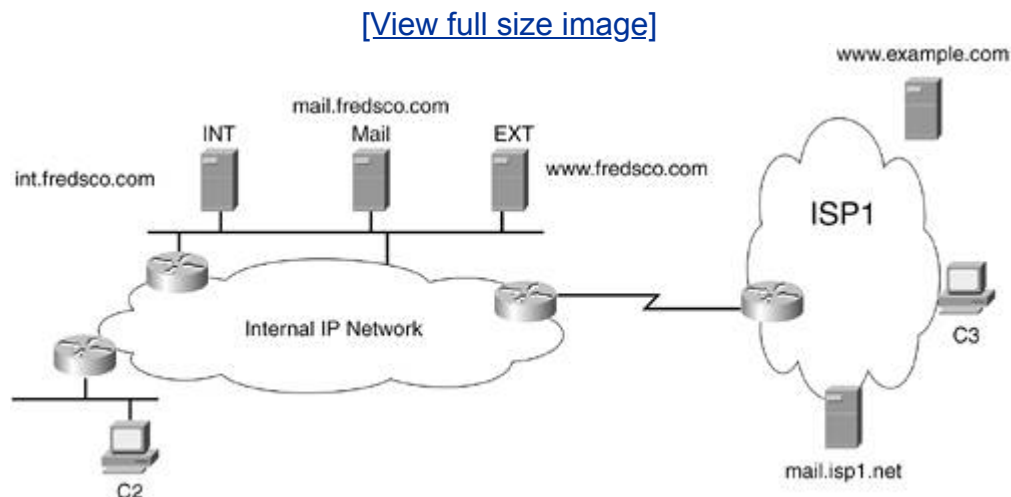 [View full size image]
www.example.com
mail.fredsco.com
INT
Mail
EXT
int.fredsco.com
www.fredsco.com
ISP1
Internal IP Network
C3
C2
mail.isp1.net